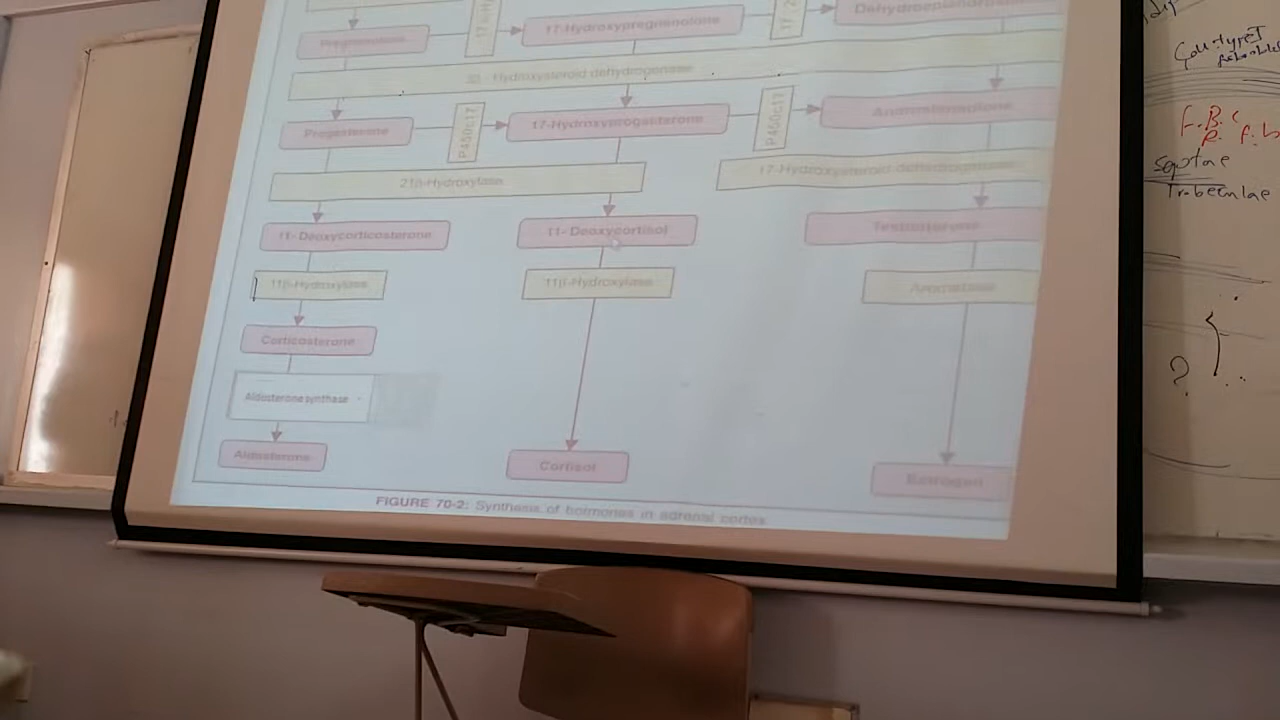 17-Hydroxypregnenolone
Pregnenolone
3β - Hydroxysteroid dehydrogenase
Progesterone
P450c17
17-Hydroxyprogesterone
P450c17
Androstenedione
21β-Hydroxylase
17-Hydroxysteroid dehydrogenase
11- Deoxycorticosterone
11- Deoxycortisol
Testosterone
11β-Hydroxylase
11β-Hydroxylase
Aromatase
Corticosterone
Aldosterone synthase
Aldosterone
Cortisol
Estrogen
FIGURE 70-2: Synthesis of hormones in adrenal cortex
septae
Trabeculae
?